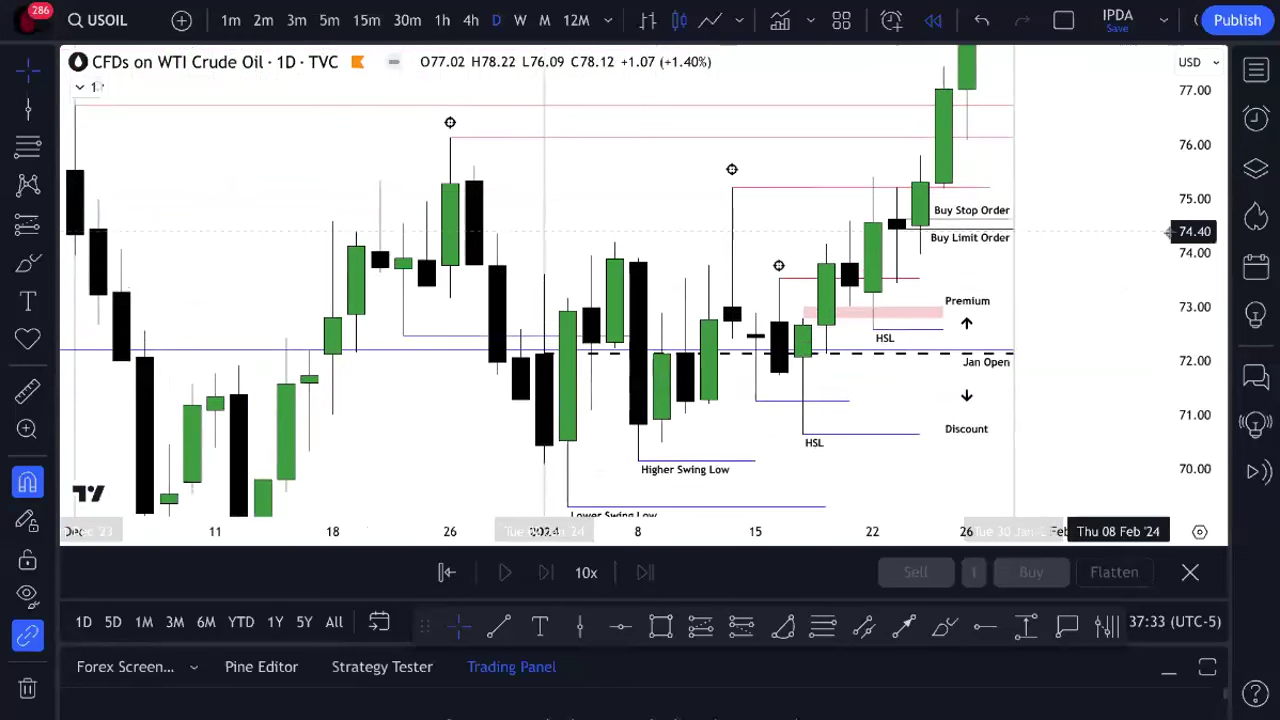 286
USOIL
1m 2m 3m 5m 15m 30m 1h 4h D W M 12M
IPDA
Save
Publish
CFDs on WTI Crude Oil · 1D · TVC
O77.02 H78.22 L76.09 C78.12 +1.07 (+1.40%)
USD
1
77.00
76.00
75.00
Buy Stop Order
74.40
Buy Limit Order
74.00
Premium
73.00
HSL
Jan Open
72.00
71.00
Discount
HSL
70.00
Higher Swing Low
Lower Swing Low
11 18 26 2024 8 15 22 26 Thu 08 Feb '24
10x
Sell 1 Buy Flatten
1D 5D 1M 3M 6M YTD 1Y 5Y All
37:33 (UTC-5)
Forex Screen... Pine Editor Strategy Tester Trading Panel